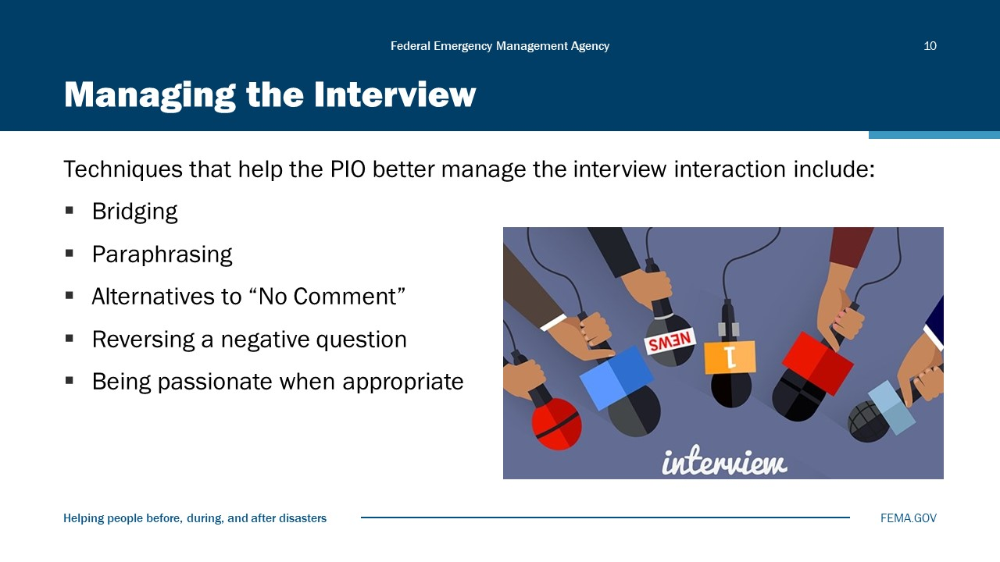 Federal Emergency Management Agency
10
Managing the Interview
Techniques that help the PIO better manage the interview interaction include:
▪ Bridging
▪ Paraphrasing
▪ Alternatives to “No Comment”
▪ Reversing a negative question
▪ Being passionate when appropriate
NEWS
1
interview
Helping people before, during, and after disasters
FEMA.GOV